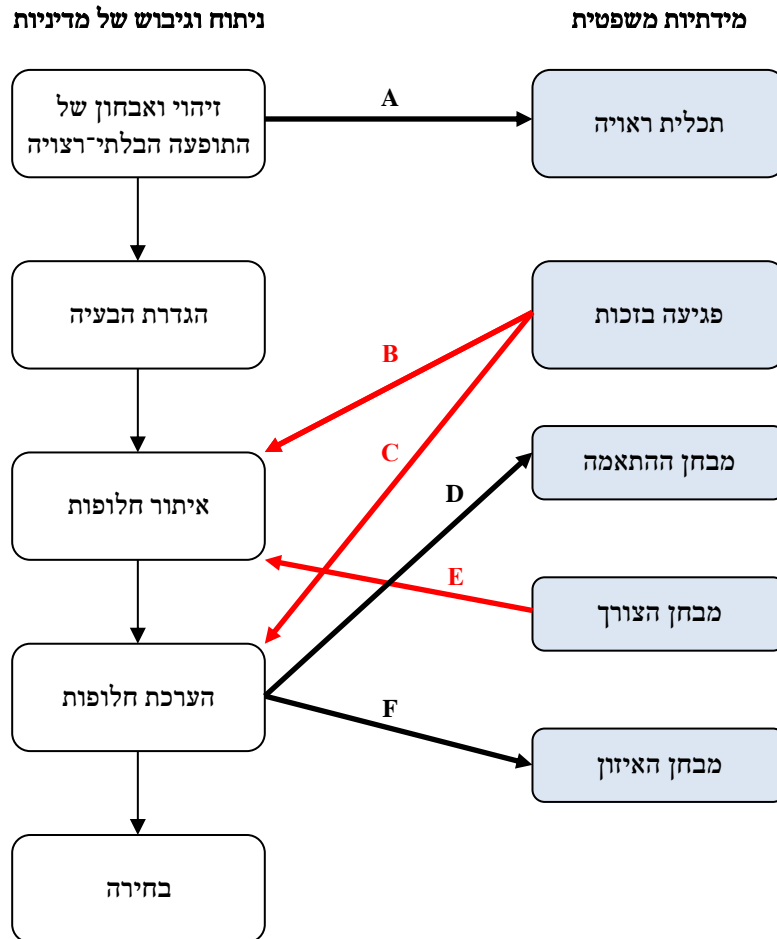 מידתיות משפטית
ניתוח וגיבוש של מדיניות
תכלית ראויה
A
זיהוי ואבחון של
התופעה הבלתי־רצויה
פגיעה בזכות
הגדרת הבעיה
B
C
מבחן ההתאמה
D
איתור חלופות
E
מבחן הצורך
הערכת חלופות
F
מבחן האיזון
בחירה